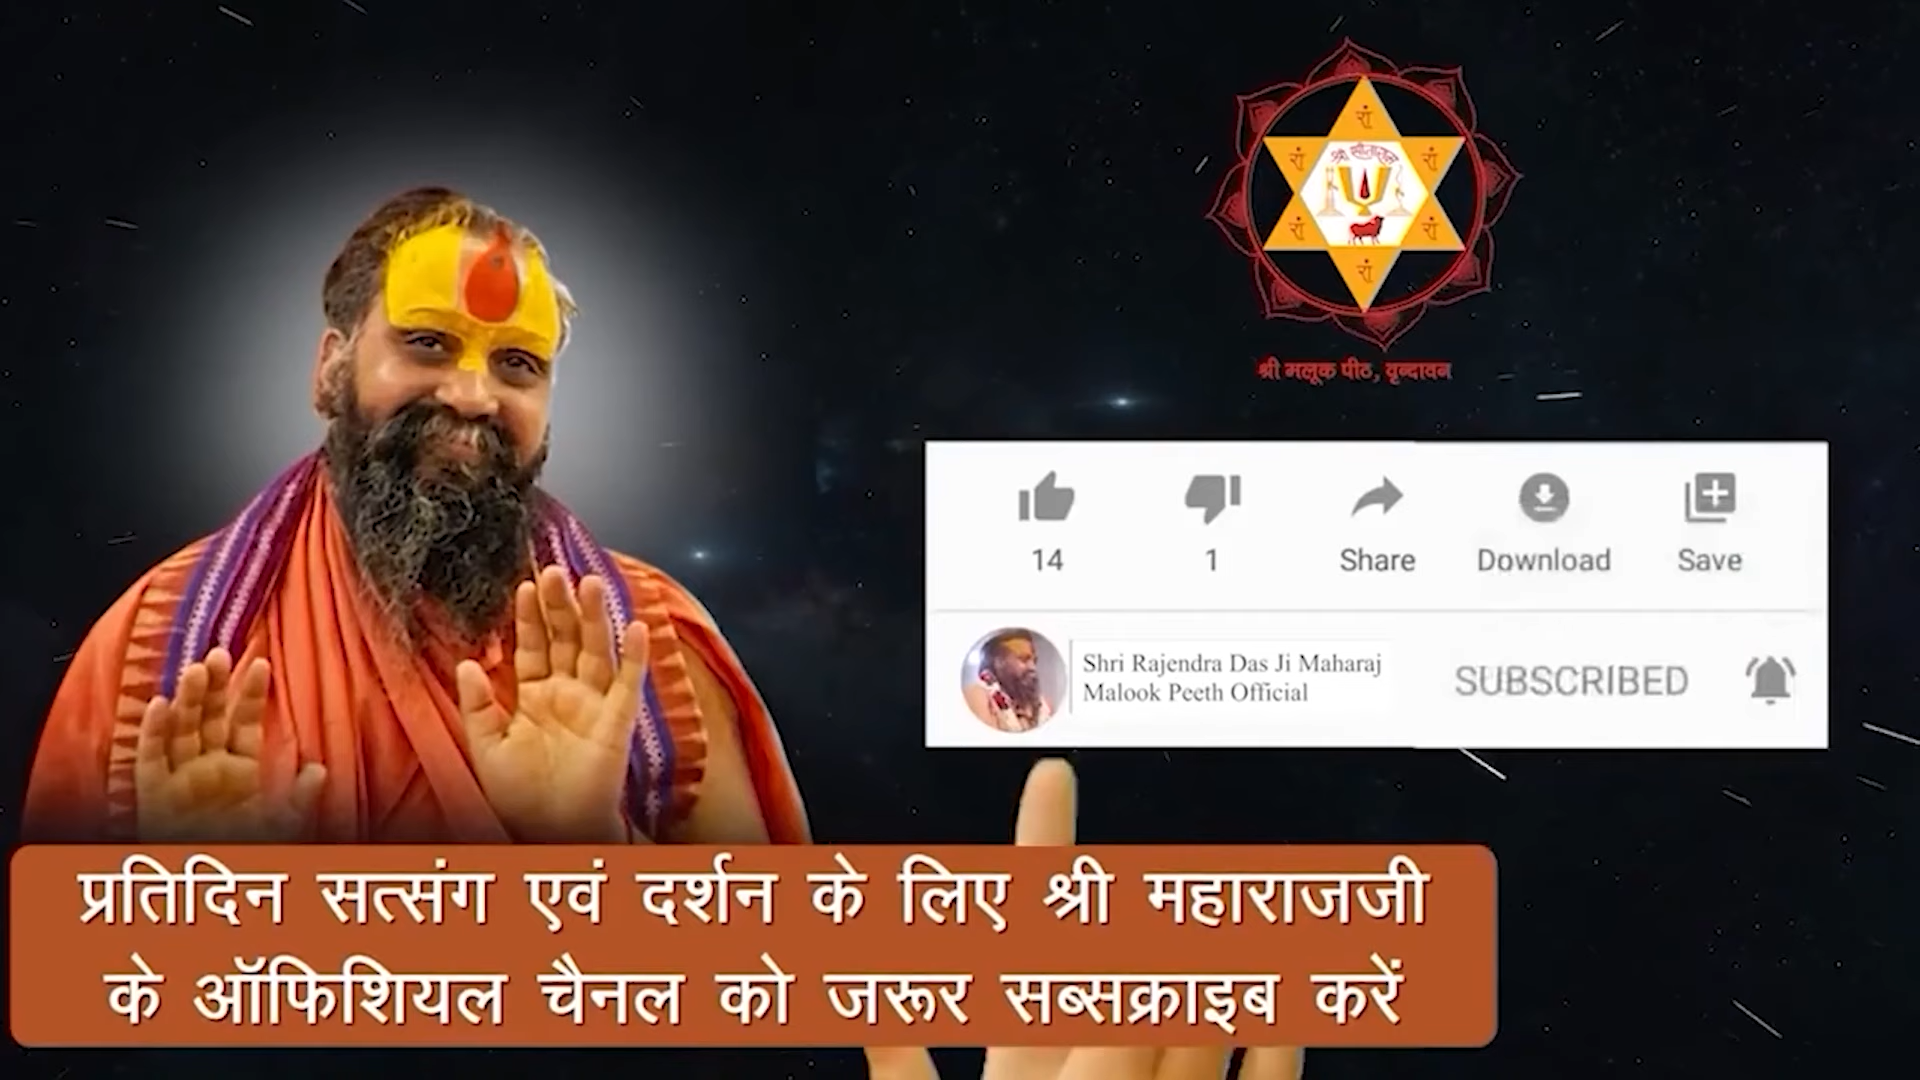 रां
रां
रां
श्री सीताराम
रां
रां
रां
श्री मलूक पीठ, वृन्दावन
14
1
Share
Download
Save
Shri Rajendra Das Ji Maharaj
Malook Peeth Official
SUBSCRIBED
प्रतिदिन सत्संग एवं दर्शन के लिए श्री महाराजजी
के ऑफिशियल चैनल को जरूर सब्सक्राइब करें